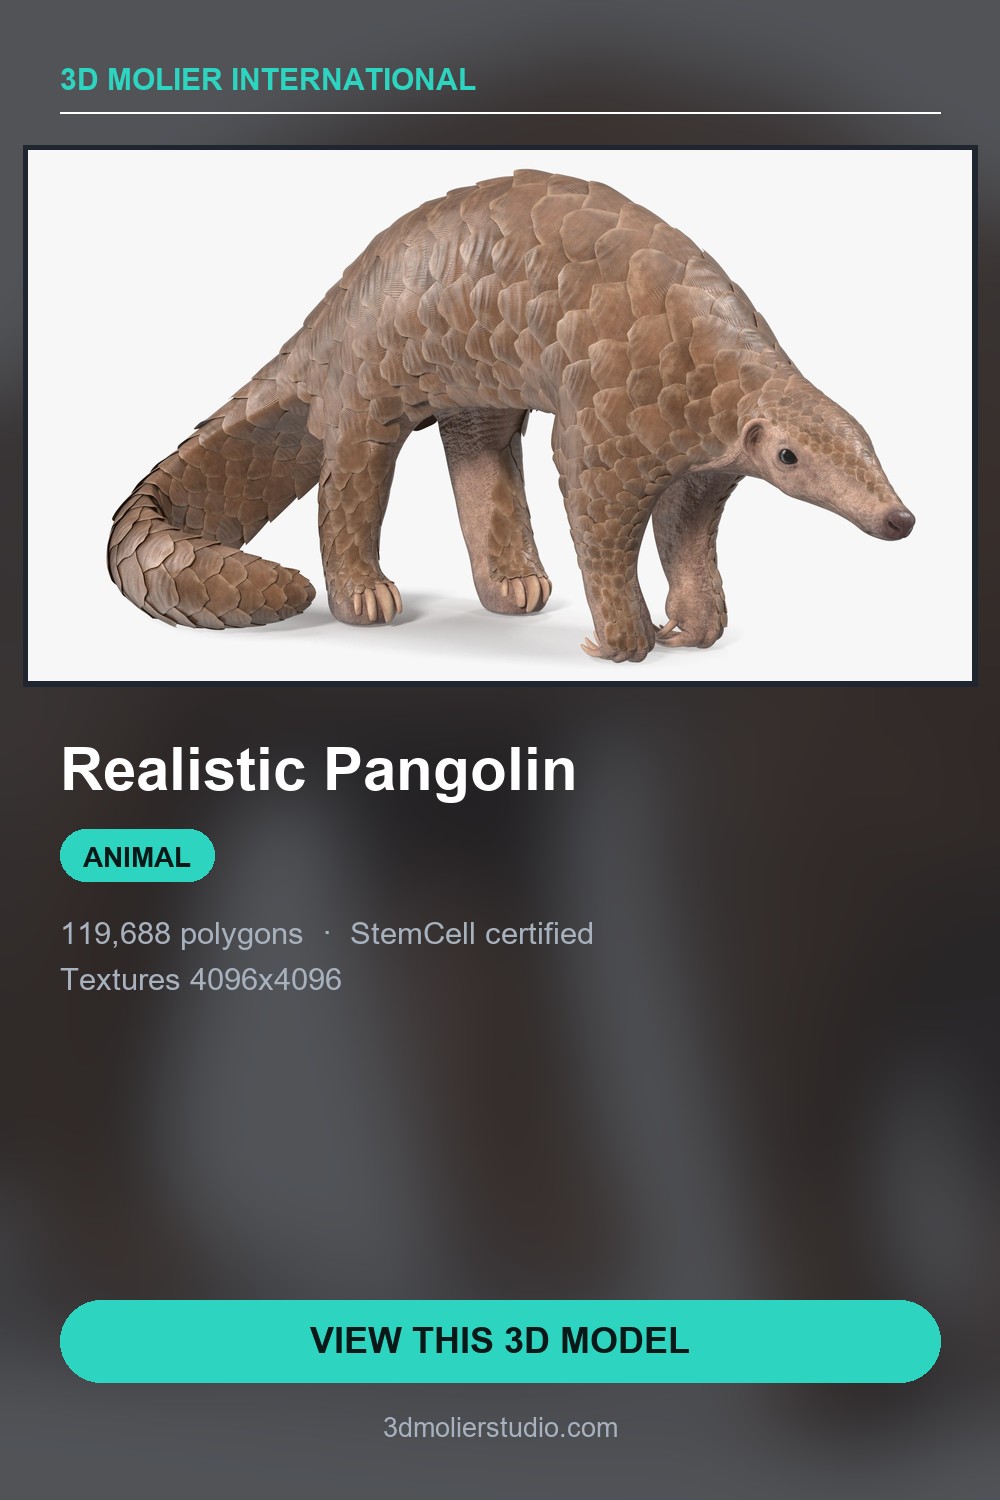 3D MOLIER INTERNATIONAL
Realistic Pangolin
ANIMAL
119,688 polygons · StemCell certified
Textures 4096x4096
VIEW THIS 3D MODEL
3dmolierstudio.com